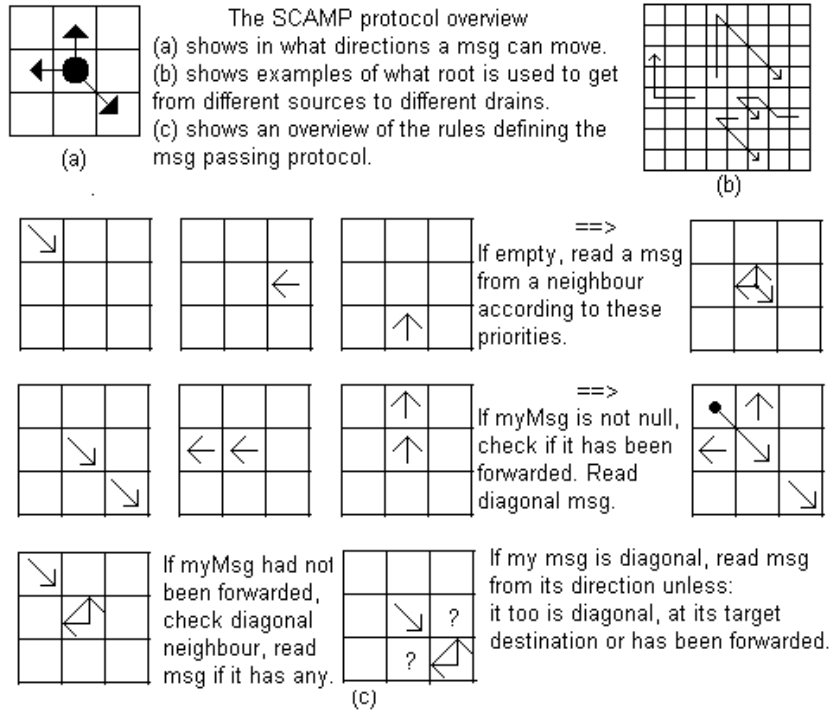 The SCAMP protocol overview
(a) shows in what directions a msg can move.
(b) shows examples of what root is used to get
from different sources to different drains.
(c) shows an overview of the rules defining the
msg passing protocol.
(a)
(b)
==>
If empty, read a msg
from a neighbour
according to these
priorities.
==>
If myMsg is not null,
check if it has been
forwarded. Read
diagonal msg.
If myMsg had not
been forwarded,
check diagonal
neighbour, read
msg if it has any.
?
?
If my msg is diagonal, read msg
from its direction unless:
it too is diagonal, at its target
destination or has been forwarded.
(c)